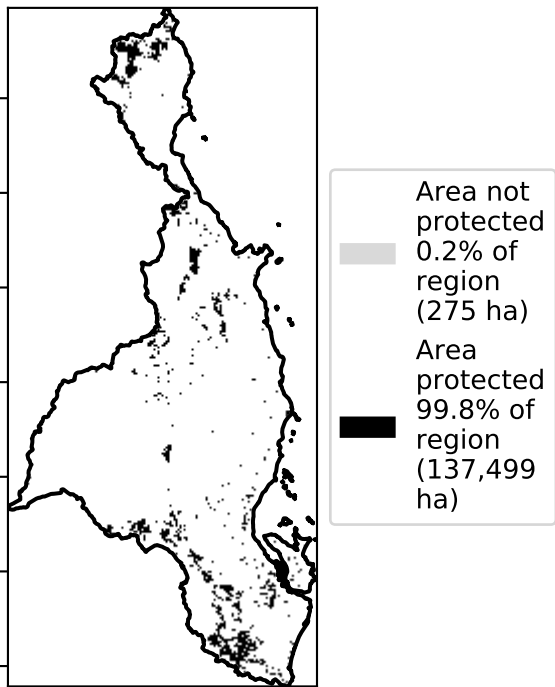 Area not
protected
0.2% of
region
(275 ha)
Area
protected
99.8% of
region
(137,499
ha)